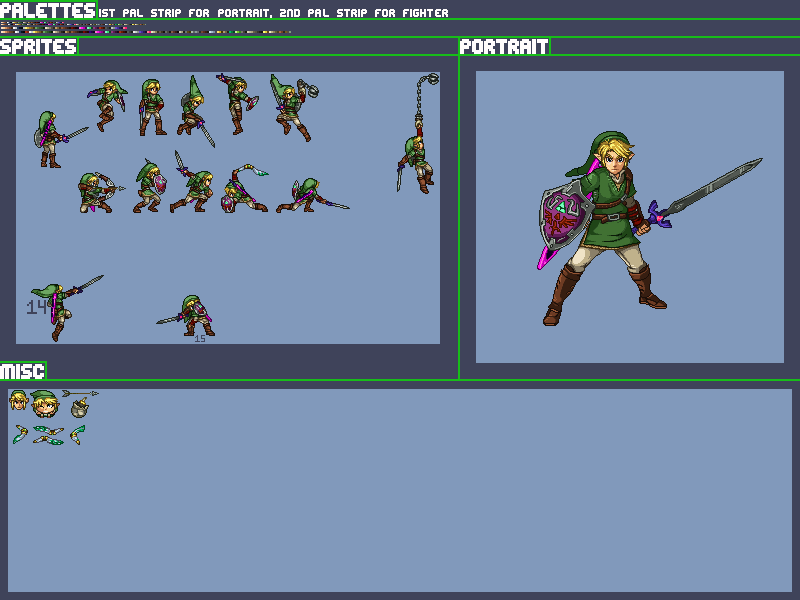 PALETTES 1ST PAL STRIP FOR PORTRAIT, 2ND PAL STRIP FOR FIGHTER
SPRITES
PORTRAIT
14
15
MISC